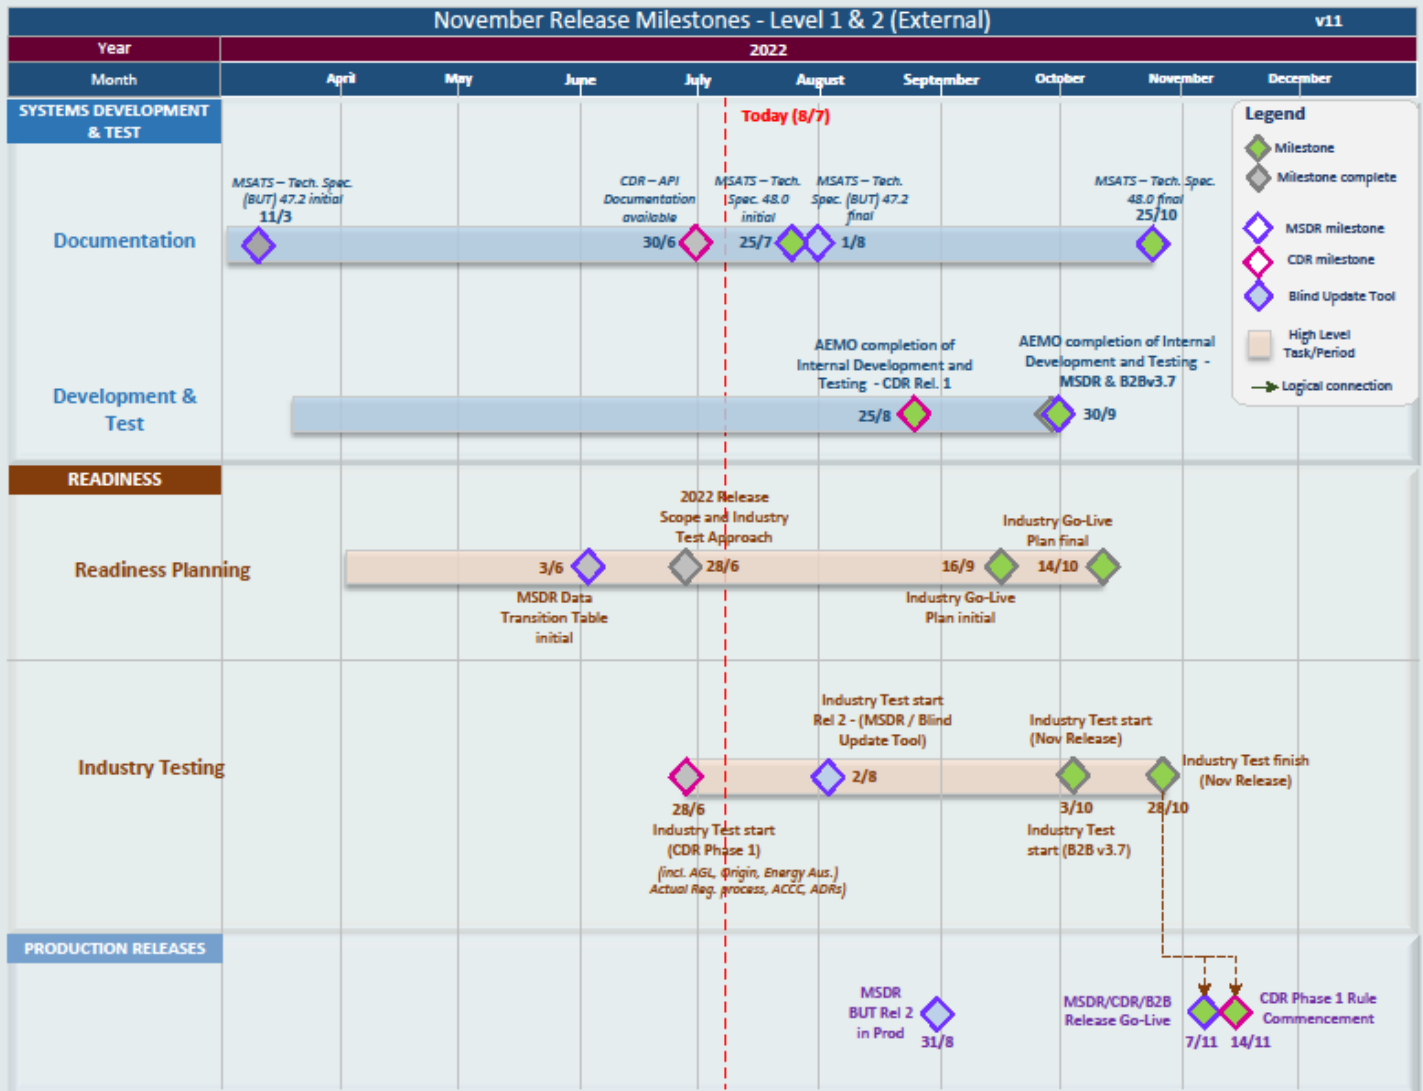 November Release Milestones - Level 1 & 2 (External)
v11
Year
2022
Month
April
May
June
July
August
September
October
November
December
SYSTEMS DEVELOPMENT
& TEST
Today (8/7)
Legend
Milestone
Milestone complete
MSDR milestone
CDR milestone
Blind Update Tool
High Level
Task/Period
Logical connection
Documentation
MSATS – Tech. Spec.
(BUT) 47.2 initial
11/3
CDR – API
Documentation
available
30/6
MSATS – Tech.
Spec. 48.0
initial
25/7
MSATS – Tech.
Spec. (BUT) 47.2
final
1/8
MSATS – Tech. Spec.
48.0 final
25/10
Development &
Test
AEMO completion of
Internal Development and
Testing - CDR Rel. 1
25/8
AEMO completion of Internal
Development and Testing -
MSDR & B2Bv3.7
30/9
READINESS
Readiness Planning
3/6
MSDR Data
Transition Table
initial
2022 Release
Scope and Industry
Test Approach
28/6
16/9
Industry Go-Live
Plan initial
Industry Go-Live
Plan final
14/10
Industry Testing
28/6
Industry Test start
(CDR Phase 1)
(incl. AGL, Origin, Energy Aus.)
Actual Reg. process, ACCC, ADRs)
Industry Test start
Rel 2 - (MSDR / Blind
Update Tool)
2/8
Industry Test start
(Nov Release)
3/10
Industry Test
start (B2B v3.7)
Industry Test finish
(Nov Release)
28/10
PRODUCTION RELEASES
MSDR
BUT Rel 2
in Prod
31/8
MSDR/CDR/B2B
Release Go-Live
7/11
CDR Phase 1 Rule
Commencement
14/11